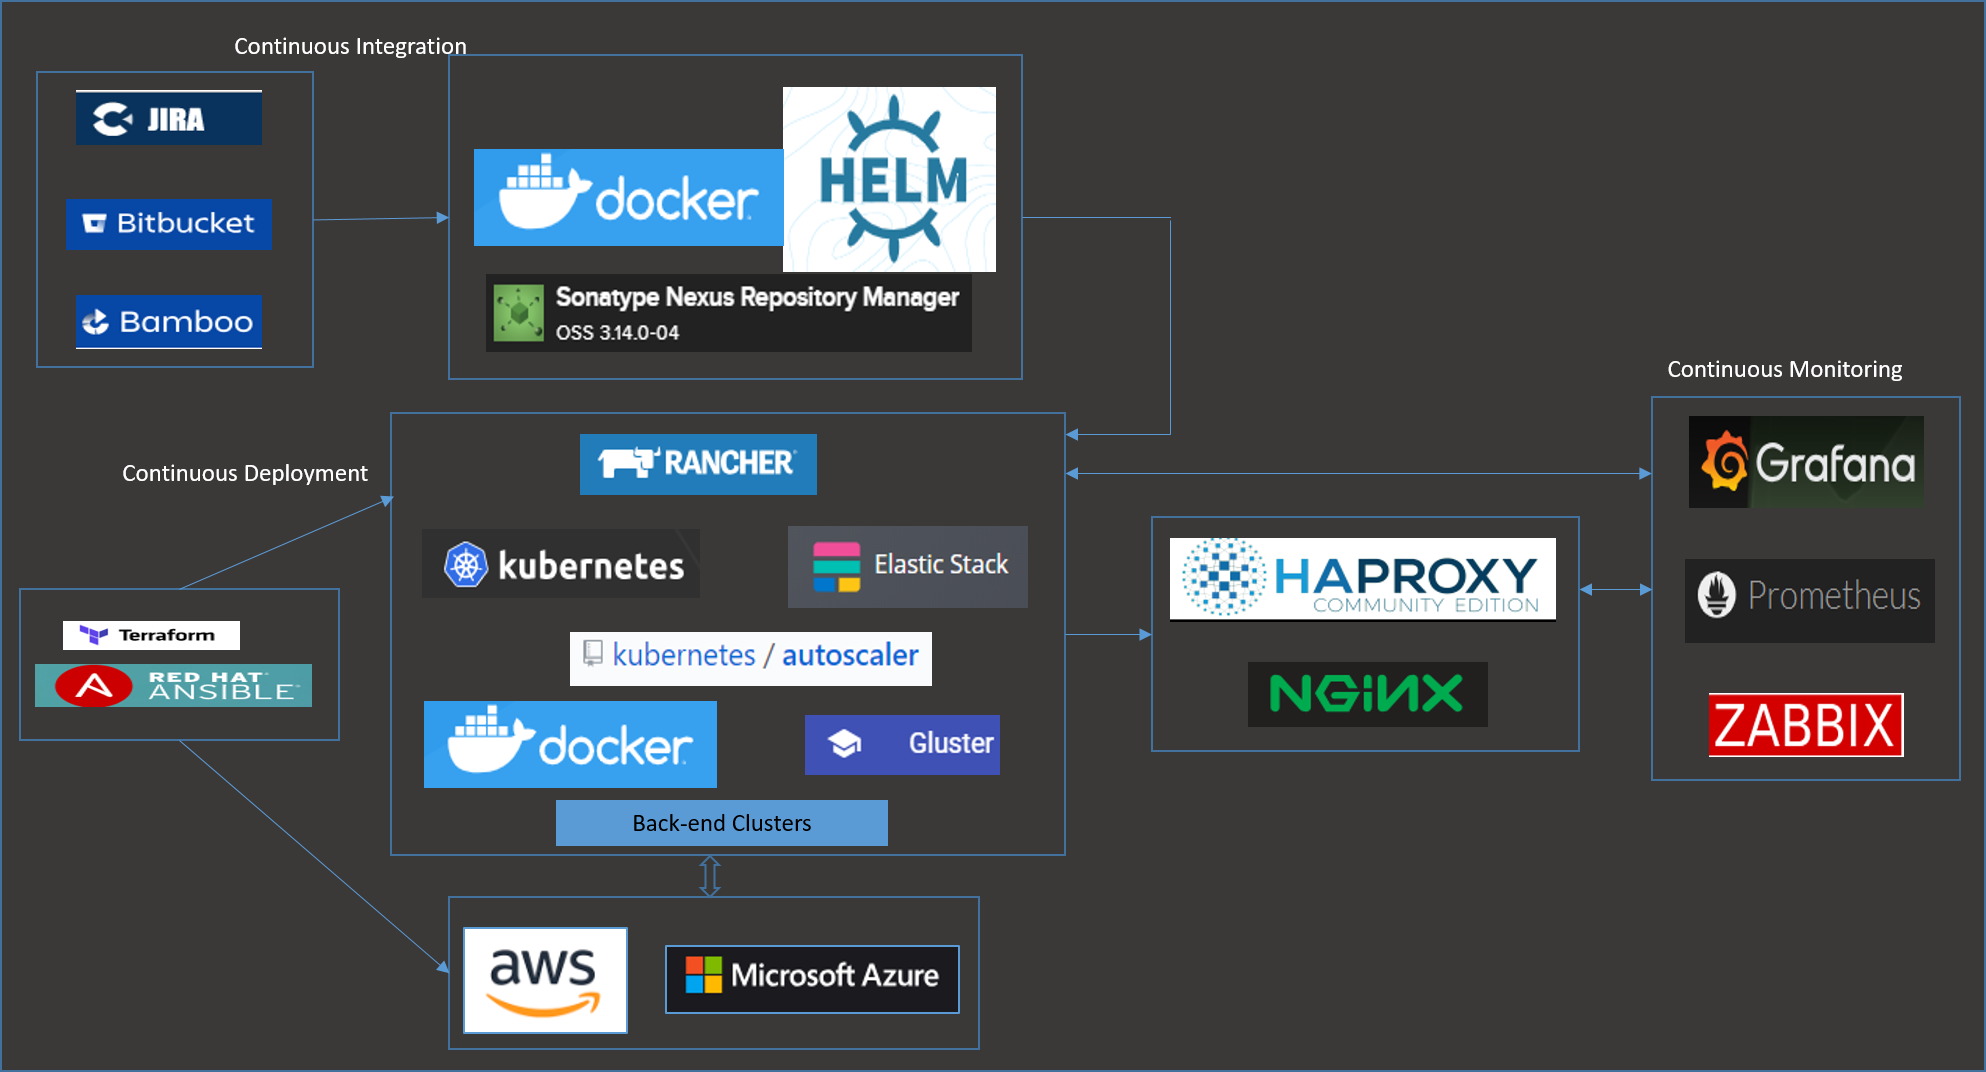 Continuous Integration
JIRA
Bitbucket
Bamboo
docker
HELM
Sonatype Nexus Repository Manager
OSS 3.14.0-04
Continuous Deployment
RANCHER
kubernetes
Elastic Stack
kubernetes / autoscaler
docker
Gluster
Back-end Clusters
Terraform
RED HAT
ANSIBLE
aws
Microsoft Azure
HAPROXY
COMMUNITY EDITION
NGINX
Continuous Monitoring
Grafana
Prometheus
ZABBIX